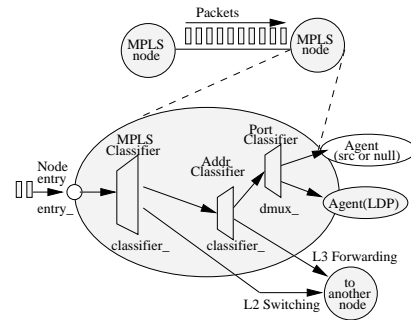 Packets
MPLS
node
MPLS
node
MPLS
Classifier
Port
Classifier
Addr
Classifier
Agent
(src or null)
Node
entry
entry_
dmux_
Agent(LDP)
classifier_
classifier_
L3 Forwarding
L2 Switching
to
another
node